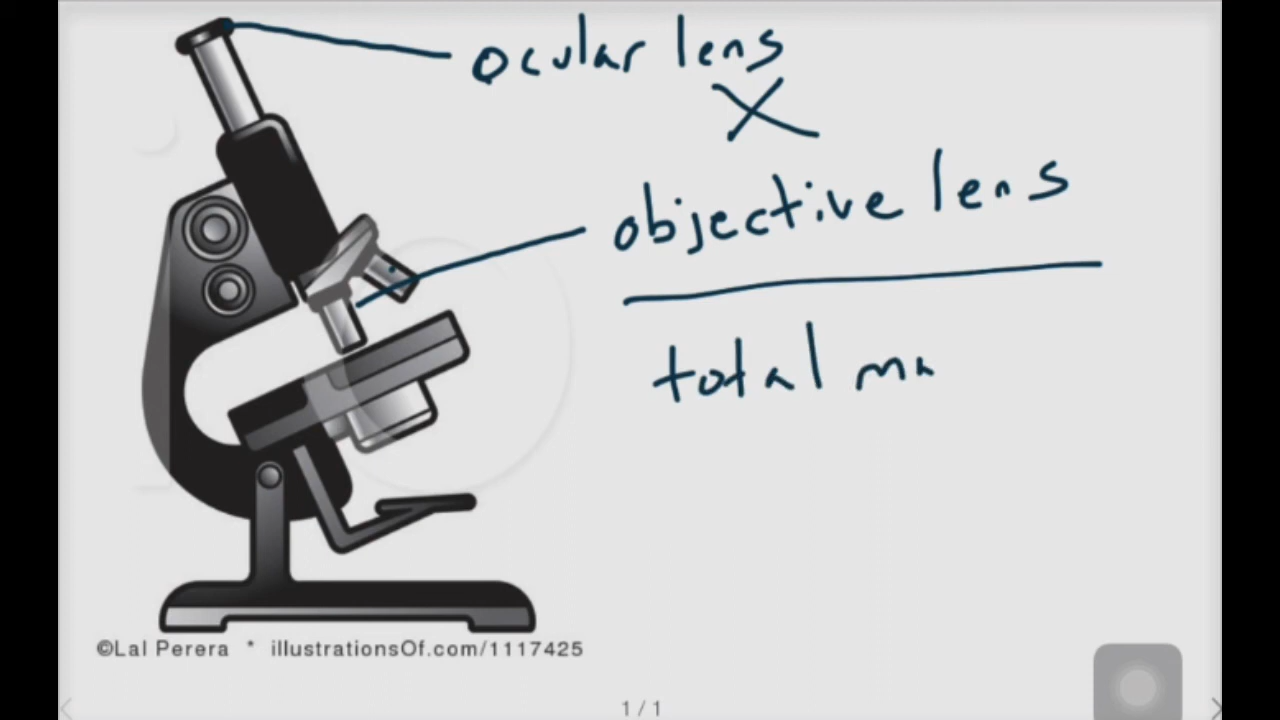 ocular lens
X
objective lens
total ma
©Lal Perera * illustrationsOf.com/1117425
1 / 1